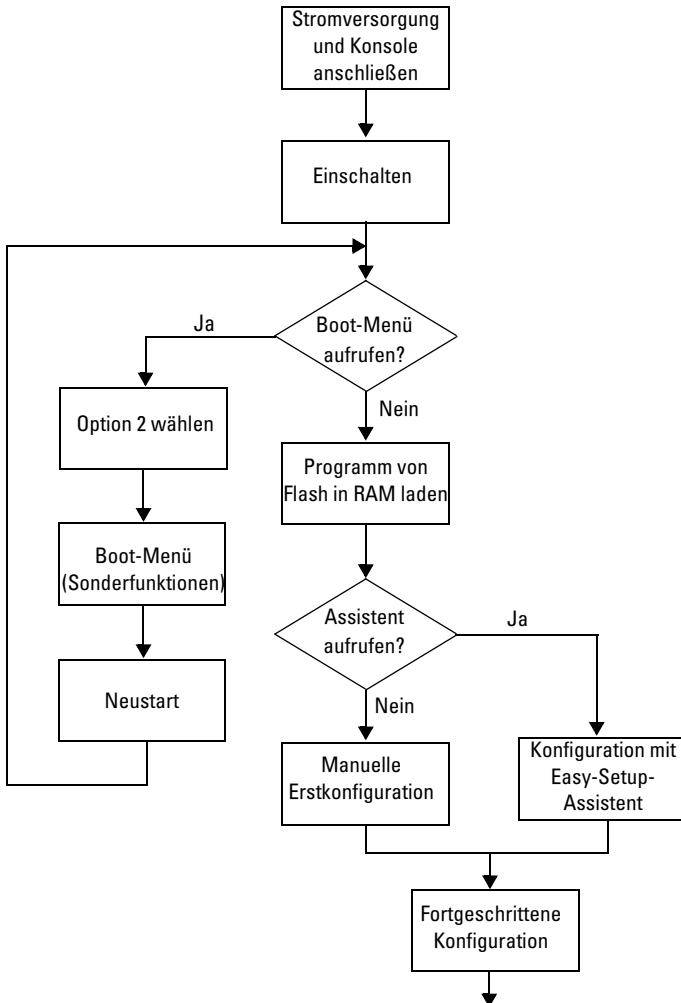 Stromversorgung
und Konsole
anschließen
Einschalten
Boot-Menü
aufrufen?
Ja
Nein
Option 2 wählen
Programm von
Flash in RAM laden
Boot-Menü
(Sonderfunktionen)
Assistent
aufrufen?
Ja
Nein
Neustart
Manuelle
Erstkonfiguration
Konfiguration mit
Easy-Setup-
Assistent
Fortgeschrittene
Konfiguration